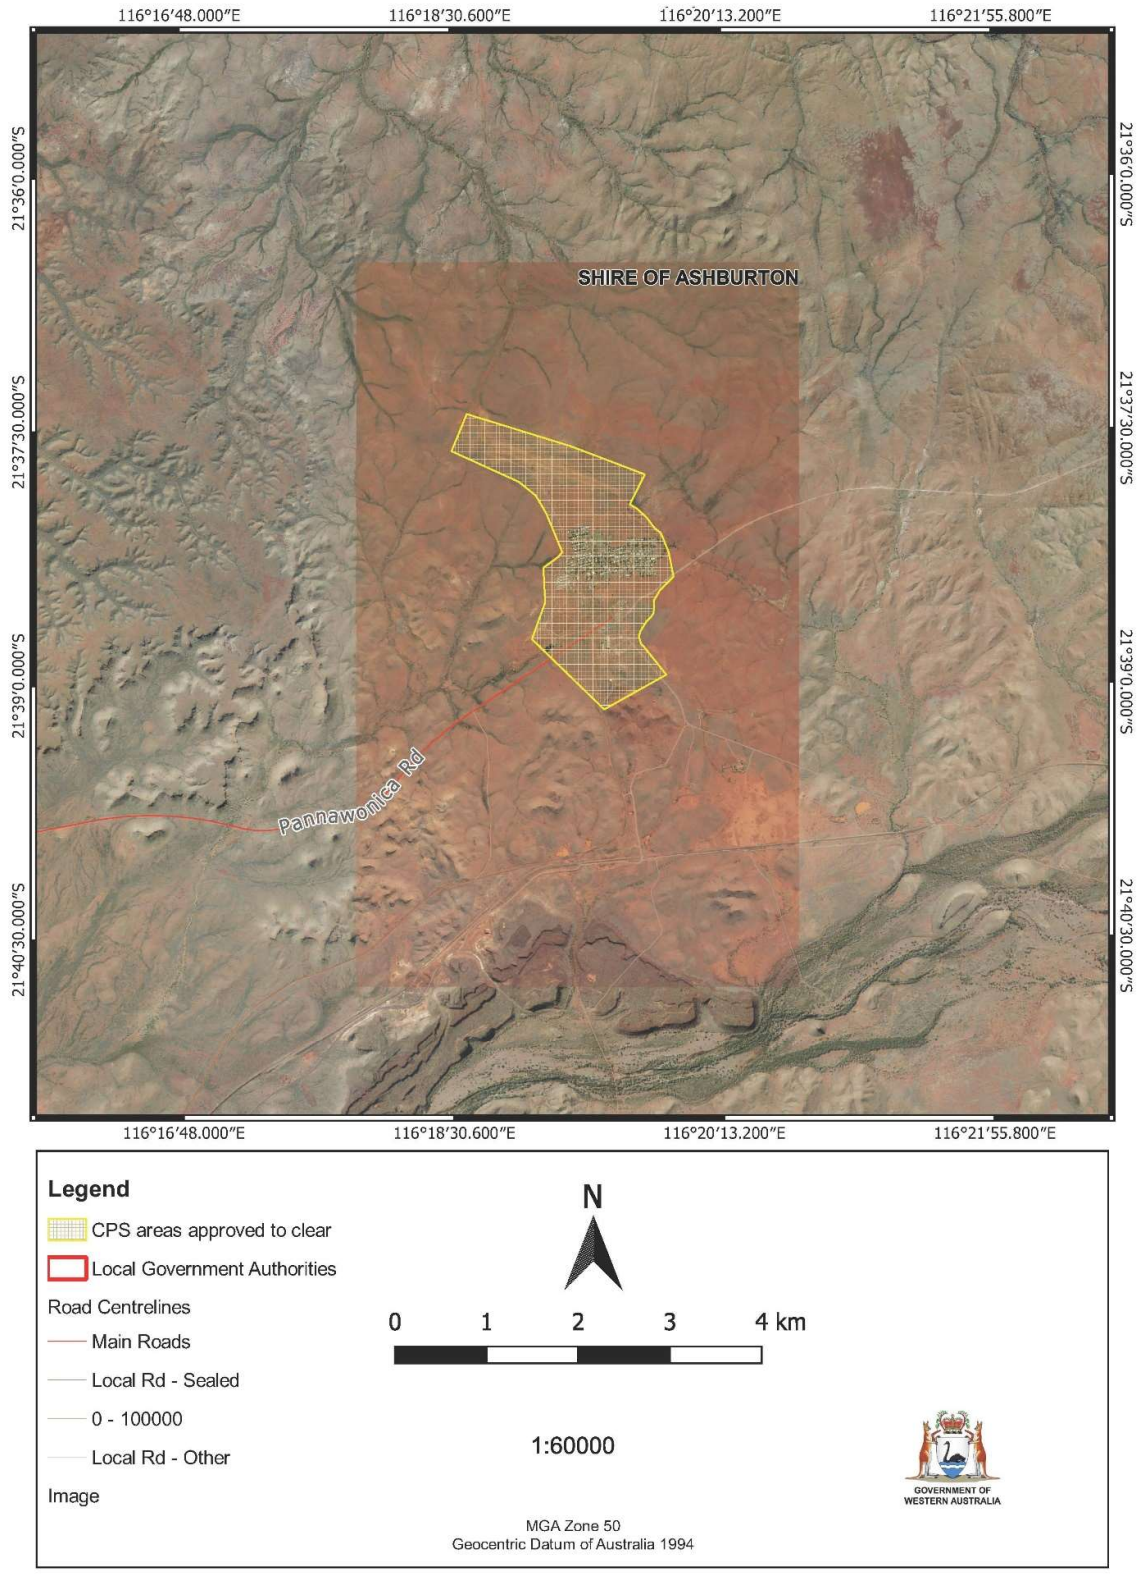 116°16'48.000"E 116°18'30.600"E 116°20'13.200"E 116°21'55.800"E
21°36'0.000"S
21°36'0.000"S
SHIRE OF ASHBURTON
21°37'30.000"S
21°37'30.000"S
21°39'0.000"S
21°39'0.000"S
Pannawonica Rd
21°40'30.000"S
21°40'30.000"S
116°16'48.000"E 116°18'30.600"E 116°20'13.200"E 116°21'55.800"E
Legend
CPS areas approved to clear
Local Government Authorities
Road Centrelines
Main Roads
Local Rd - Sealed
0 - 100000
Local Rd - Other
Image
N
0 1 2 3 4 km
1:60000
MGA Zone 50
Geocentric Datum of Australia 1994
GOVERNMENT OF
WESTERN AUSTRALIA